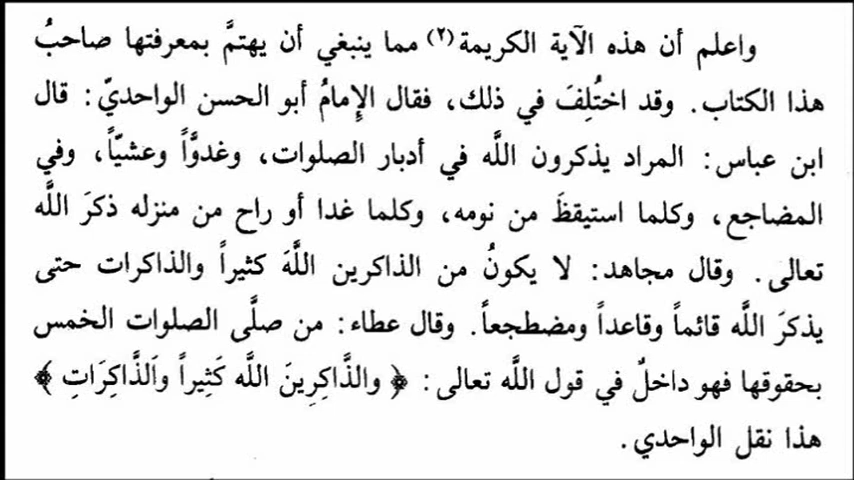 واعلم أن هذه الآية الكريمة(٢) مما ينبغي أن يهتمَّ بمعرفتها صاحبُ
هذا الكتاب. وقد اختُلِفَ في ذلك، فقال الإِمامُ أبو الحسن الواحديّ: قال
ابن عباس: المراد يذكرون اللَّه في أدبار الصلوات، وغدوًّاً وعشيّاً، وفي
المضاجع، وكلما استيقظَ من نومه، وكلما غدا أو راح من منزله ذكرَ اللَّه
تعالى. وقال مجاهد: لا يكونُ من الذاكرين اللَّهَ كثيراً والذاكرات حتى
يذكرَ اللَّه قائماً وقاعداً ومضطجعاً. وقال عطاء: من صلَّى الصلوات الخمس
بحقوقها فهو داخلٌ في قول اللَّه تعالى: ﴿ والذَّاكِرِينَ اللَّه كَثِيراً والَذَّاكِرَاتِ ﴾
هذا نقل الواحدي.